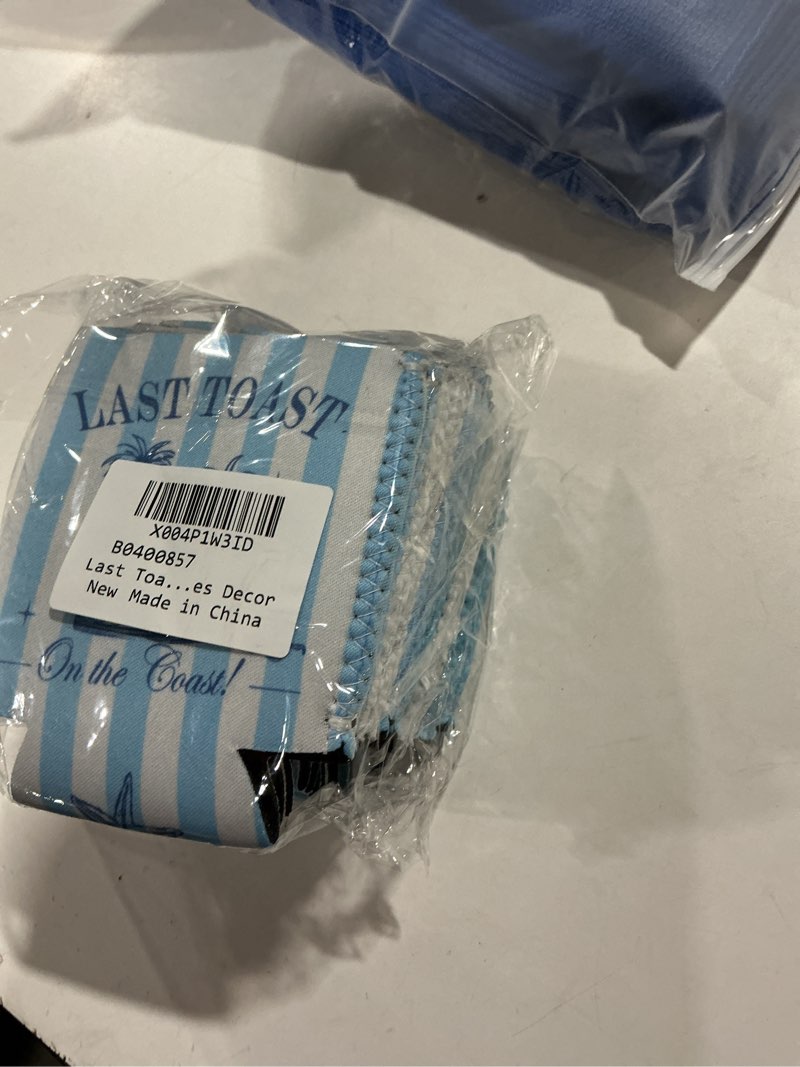 LAST TOAST
X004P1W3ID
B0400857
Last Toa...es Decor
New Made in China
On the Coast!